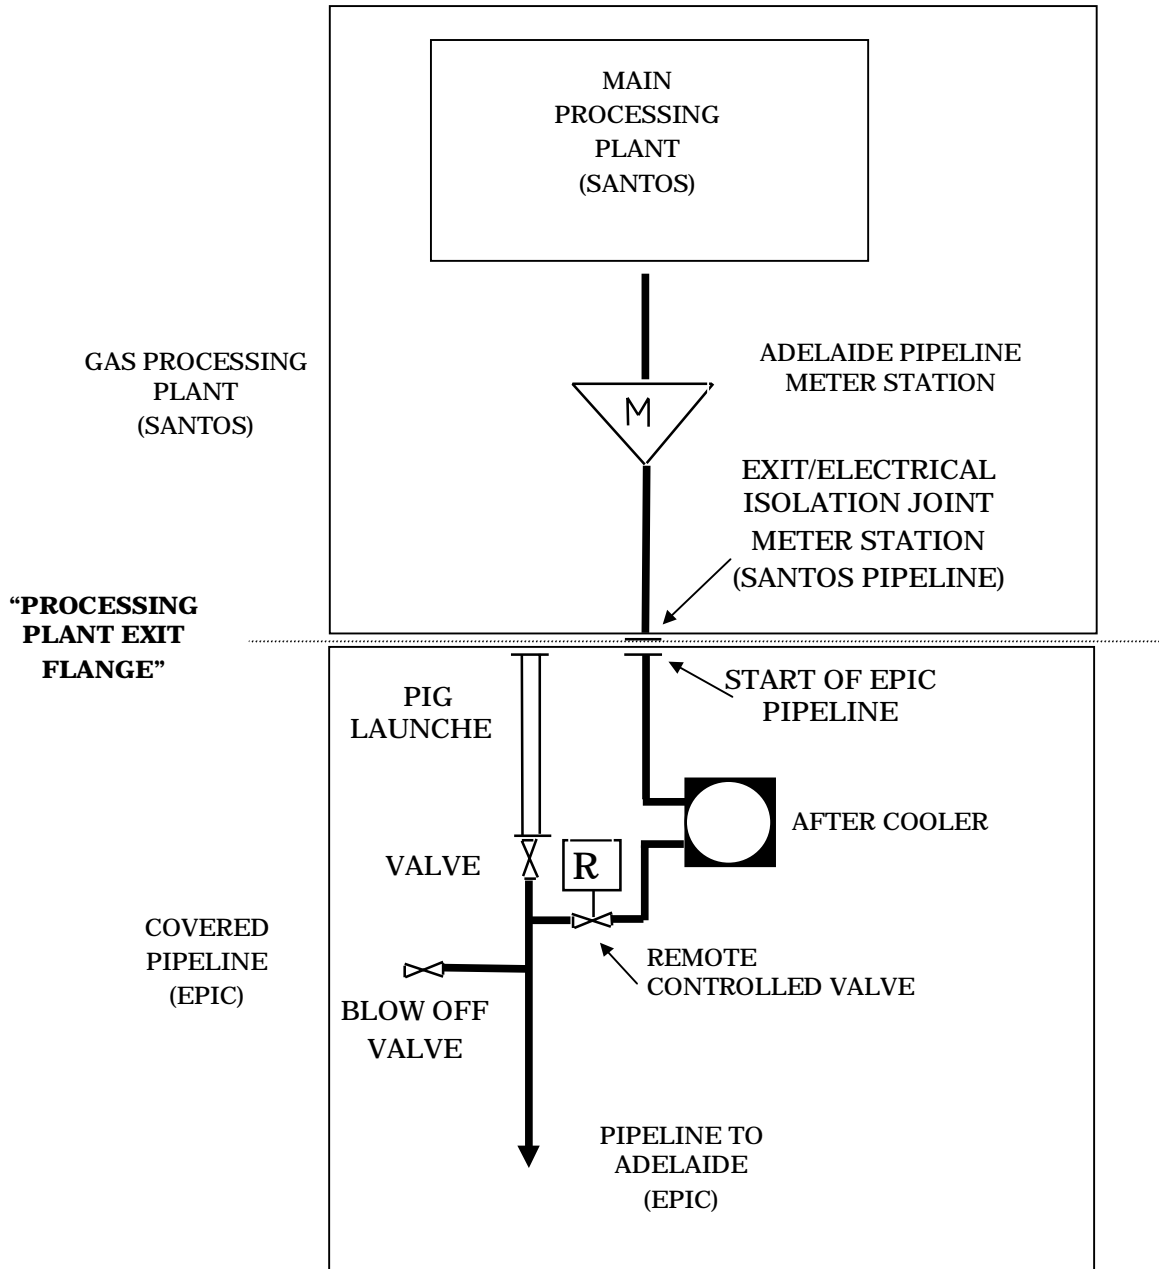 MAIN
PROCESSING
PLANT
(SANTOS)
GAS PROCESSING
PLANT
(SANTOS)
ADELAIDE PIPELINE
METER STATION
M
EXIT/ELECTRICAL
ISOLATION JOINT
METER STATION
(SANTOS PIPELINE)
“PROCESSING
PLANT EXIT
FLANGE”
START OF EPIC
PIPELINE
PIG
LAUNCHE
AFTER COOLER
VALVE
R
COVERED
PIPELINE
(EPIC)
REMOTE
CONTROLLED VALVE
BLOW OFF
VALVE
PIPELINE TO
ADELAIDE
(EPIC)